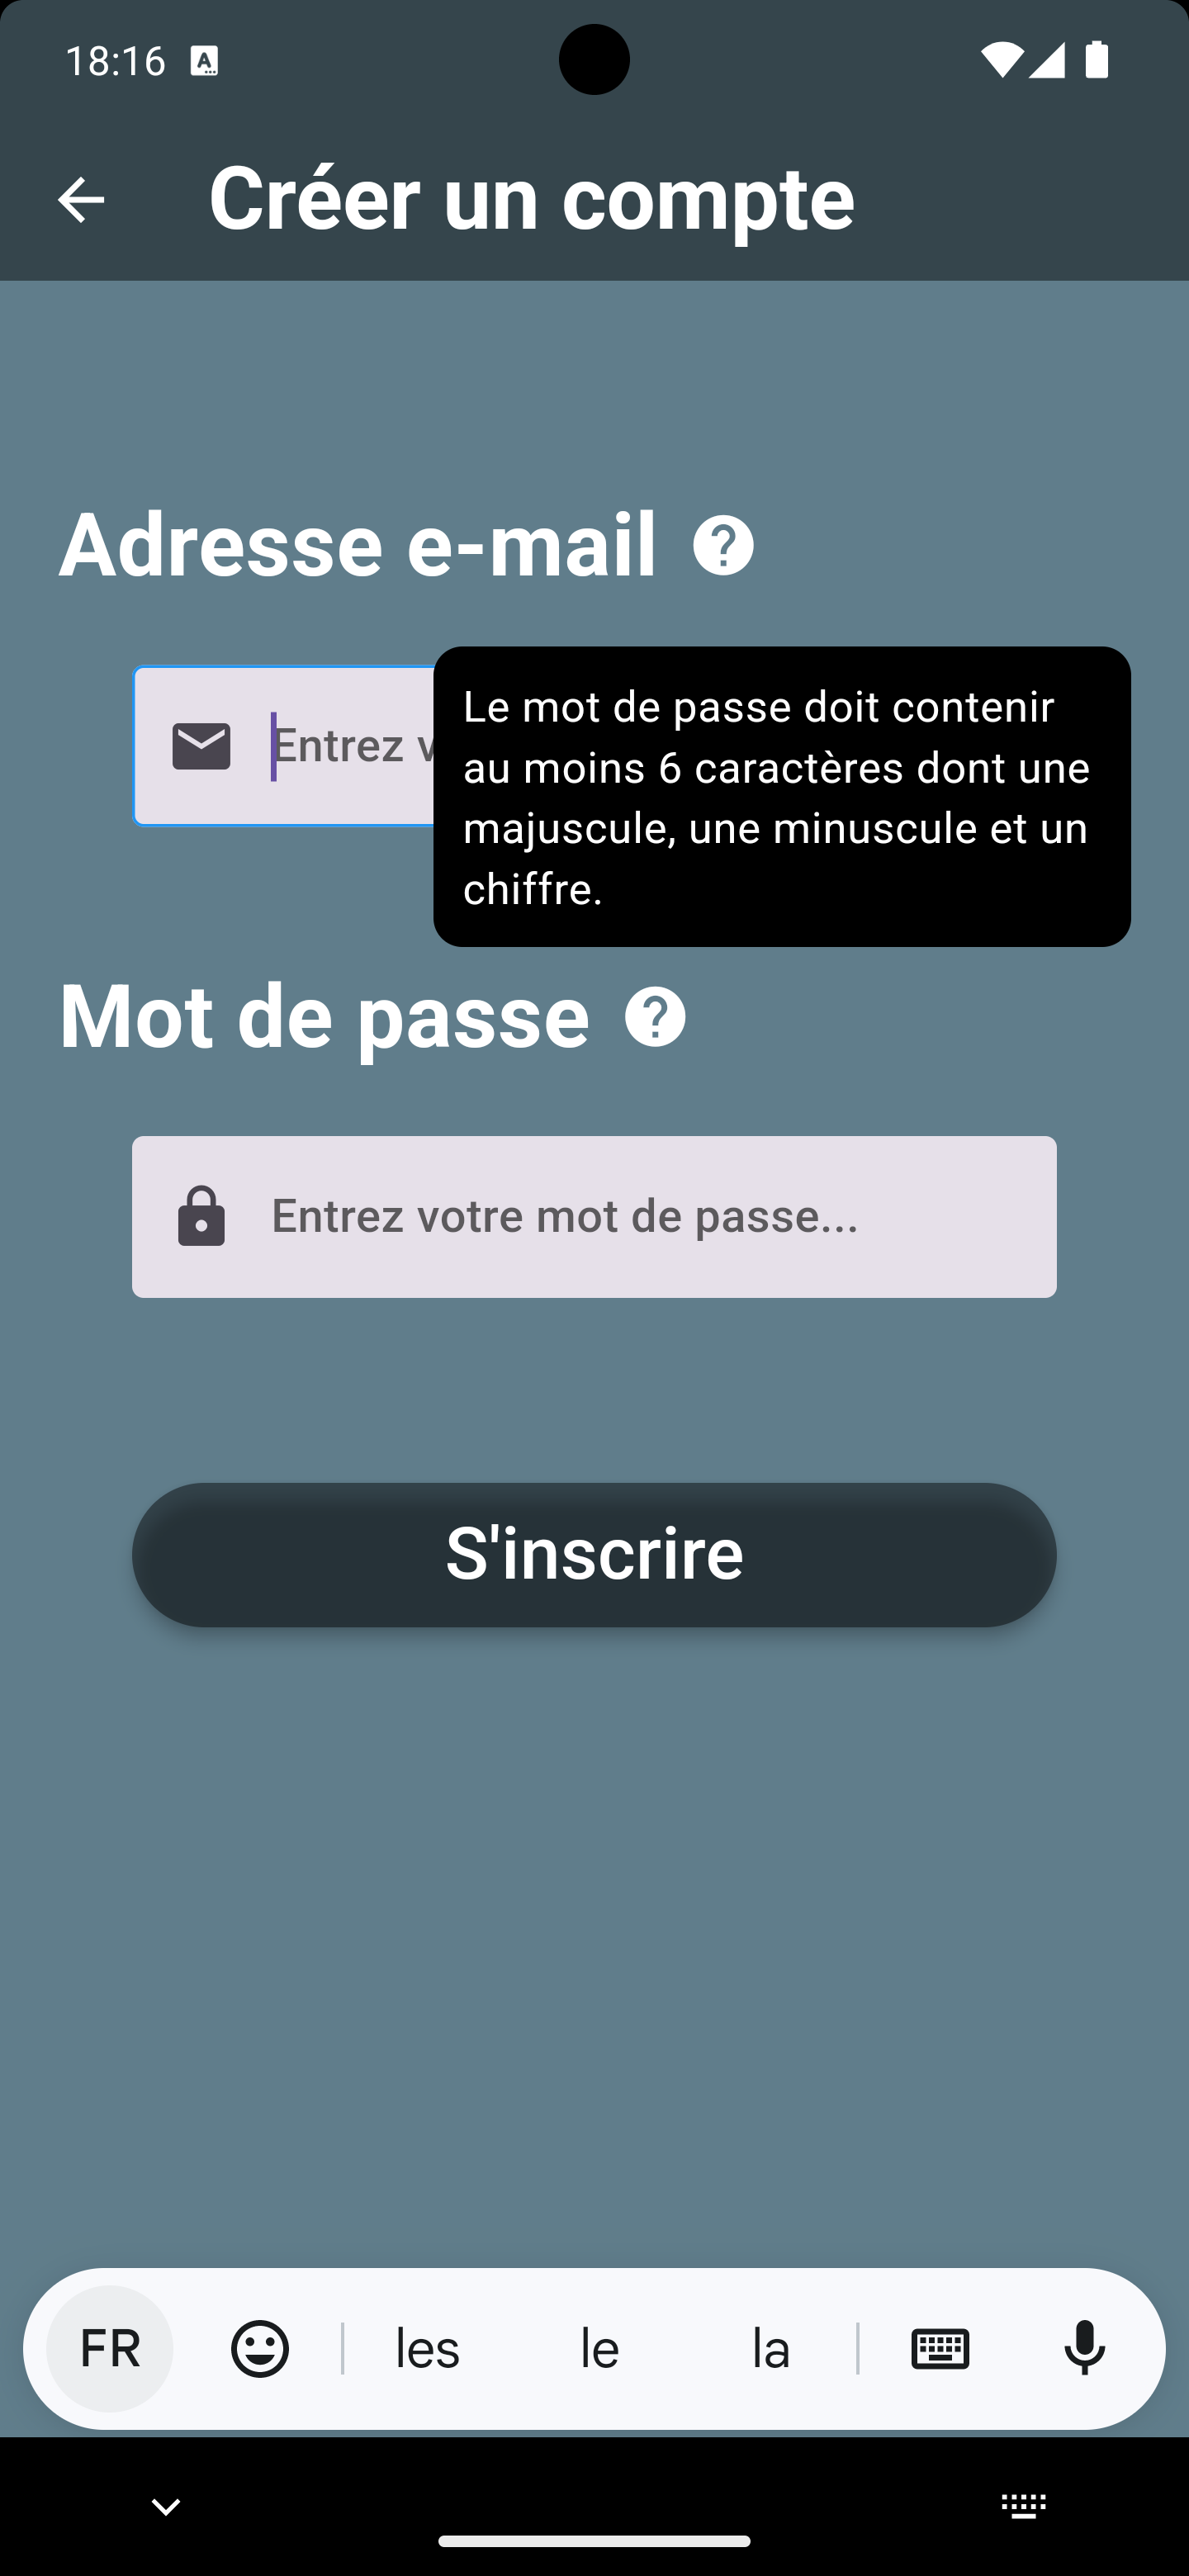 18:16
Créer un compte
Adresse e-mail
Entrez v
Le mot de passe doit contenir
au moins 6 caractères dont une
majuscule, une minuscule et un
chiffre.
Mot de passe
Entrez votre mot de passe...
S'inscrire
FR les le la